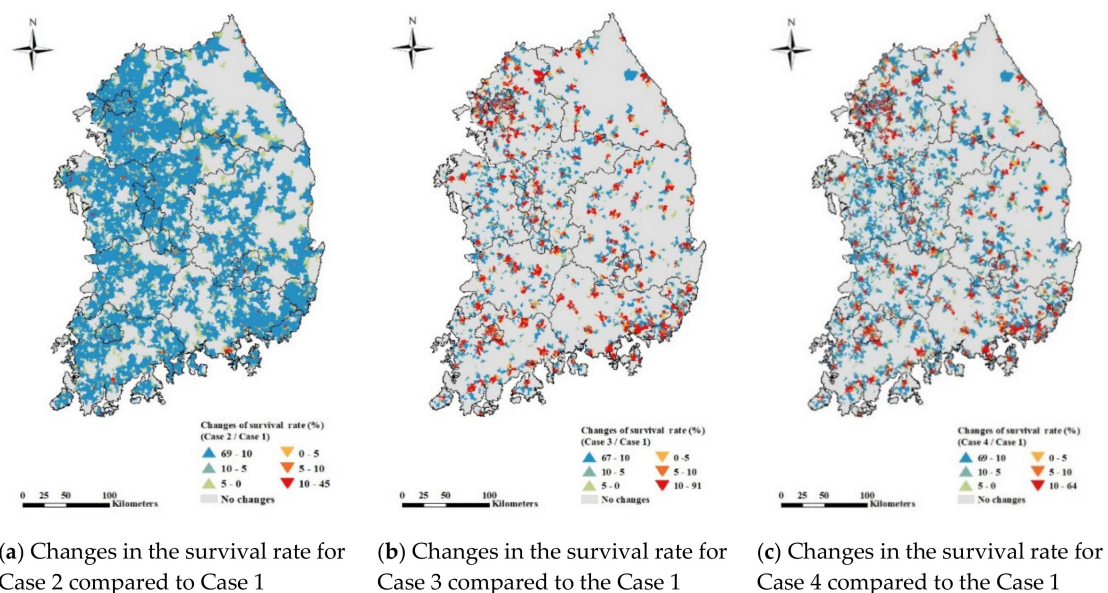 N
N
N
Changes of survival rate (%)
(Case 2 / Case 1)
69 - 10
0 - 5
10 - 5
5 - 10
5 - 0
10 - 45
No changes
0 25 50 100
Kilometers
Changes of survival rate (%)
(Case 3 / Case 1)
67 - 10
0 -5
10 - 5
5 - 10
5 - 0
10 - 91
No changes
0 25 50 100
Kilometers
Changes of survival rate (%)
(Case 4 / Case 1)
69 - 10
0 - 5
10 - 5
5 - 10
5 - 0
10 - 64
No changes
0 25 50 100
Kilometers
(a) Changes in the survival rate for
Case 2 compared to Case 1
(b) Changes in the survival rate for
Case 3 compared to the Case 1
(c) Changes in the survival rate for
Case 4 compared to the Case 1